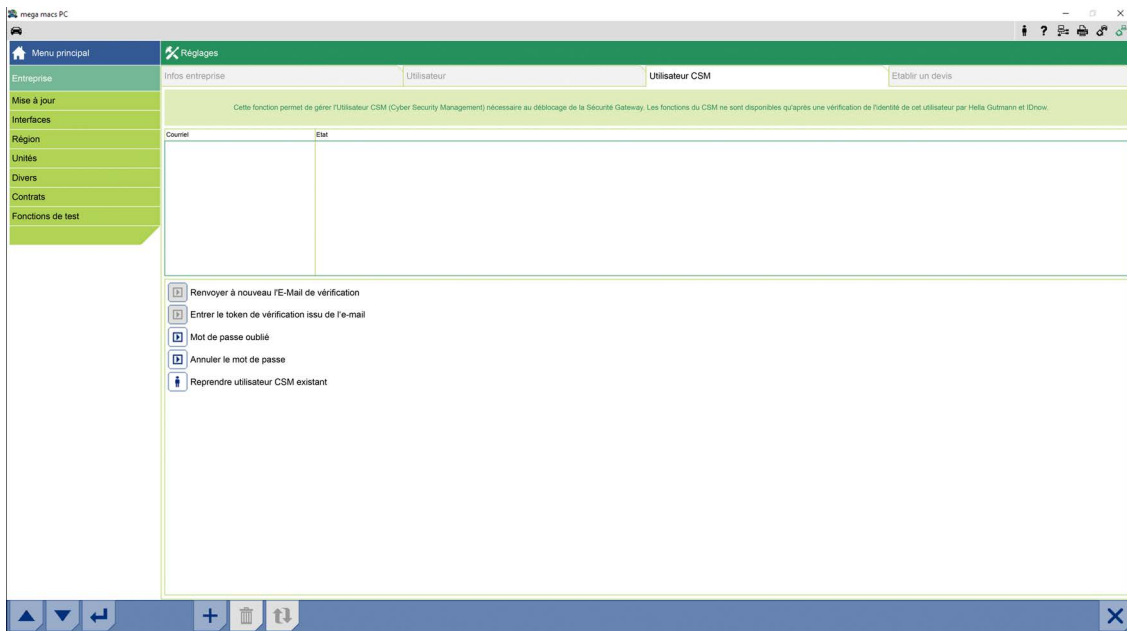 mega macs PC
Menu principal
Réglages
Entreprise
Mise à jour
Interfaces
Région
Unités
Divers
Contrats
Fonctions de test
Infos entreprise
Utilisateur
Utilisateur CSM
Etablir un devis
Cette fonction permet de gérer l'Utilisateur CSM (Cyber Security Management) nécessaire au déblocage de la Sécurité Gateway. Les fonctions du CSM ne sont disponibles qu'après une vérification de l'identité de cet utilisateur par Hella Gutmann et IDnow.
Courriel
Etat
Renvoyer à nouveau l'E-Mail de vérification
Entrer le token de vérification issu de l'e-mail
Mot de passe oublié
Annuler le mot de passe
Reprendre utilisateur CSM existant